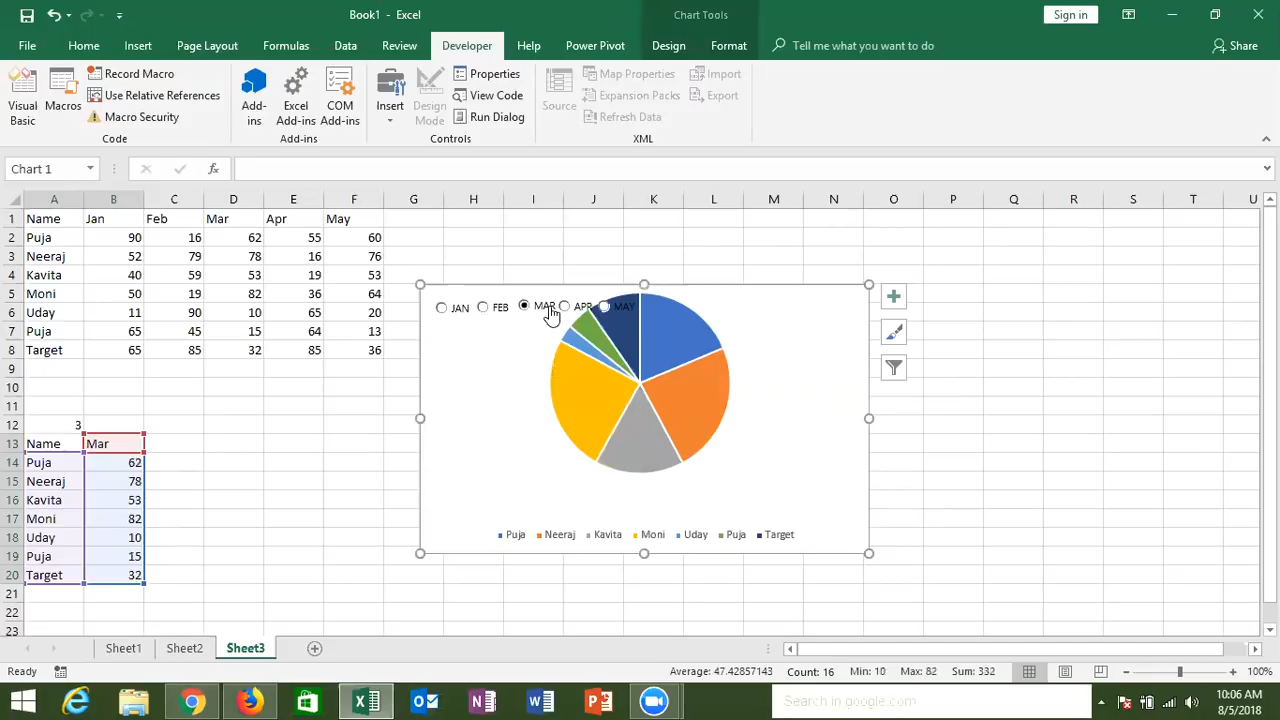 Book1 - Excel
Chart Tools
Sign in
File Home Insert Page Layout Formulas Data Review View Developer Help Power Pivot Design Format Tell me what you want to do Share
Visual Basic
Macros
Record Macro
Use Relative References
Macro Security
Code
Add-ins
Excel Add-ins
COM Add-ins
Add-ins
Insert
Design Mode
Properties
View Code
Run Dialog
Controls
Source
Map Properties
Expansion Packs
Refresh Data
Import
Export
XML
Chart 1
fx
A B C D E F G H I J K L M N O P Q R S T U
1 Name Jan Feb Mar Apr May
2 Puja 90 16 62 55 60
3 Neeraj 52 79 78 16 76
4 Kavita 40 59 53 19 53
5 Moni 50 19 82 36 64
6 Uday 11 90 10 65 20
7 Puja 65 45 15 64 13
8 Target 65 85 32 85 36
9
10
11
12 3
13 Name Mar
14 Puja 62
15 Neeraj 78
16 Kavita 53
17 Moni 82
18 Uday 10
19 Puja 15
20 Target 32
21
22
23
JAN FEB MAR APR MAY
Puja Neeraj Kavita Moni Uday Puja Target
Sheet1 Sheet2 Sheet3
Ready Average: 47.42857143 Count: 16 Min: 10 Max: 82 Sum: 332 100%
Search in google.com
10:06 AM
8/5/2018